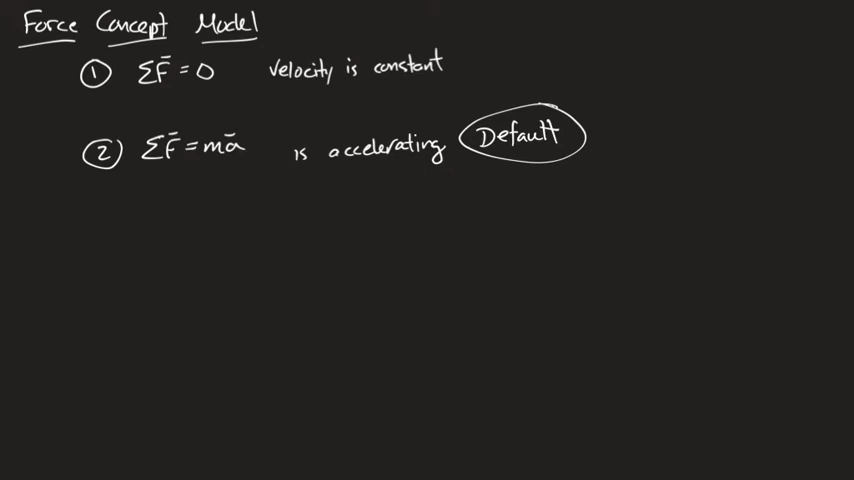 Force Concept Model
① ΣF̄ = 0 Velocity is constant
② ΣF̄ = mā is accelerating Default